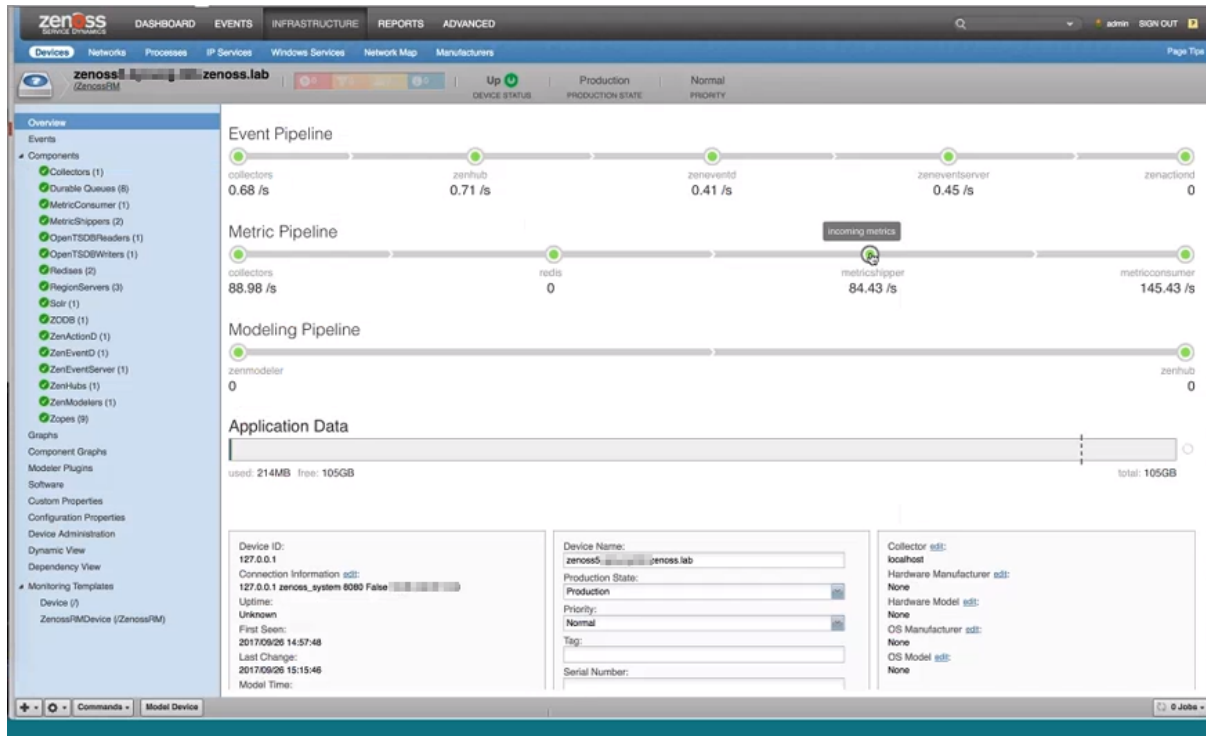 zenoss
SERVICE DYNAMICS
DASHBOARD EVENTS INFRASTRUCTURE REPORTS ADVANCED
admin SIGN OUT ?
Devices Networks Processes IP Services Windows Services Network Map Manufacturers
Page Tips
zenoss zenoss.lab
/ZenossRM
Up
DEVICE STATUS
Production
PRODUCTION STATE
Normal
PRIORITY
Overview
Events
Components
Collectors (1)
Durable Queues (8)
MetricConsumer (1)
MetricShippers (2)
OpenTSDBReaders (1)
OpenTSDBWriters (1)
Redises (2)
RegionServers (3)
Solr (1)
ZODB (1)
ZenActionD (1)
ZenEventD (1)
ZenEventServer (1)
ZenHubs (1)
ZenModelers (1)
Zopes (9)
Graphs
Component Graphs
Modeler Plugins
Software
Custom Properties
Configuration Properties
Device Administration
Dynamic View
Dependency View
Monitoring Templates
Device (/)
ZenossRMDevice (/ZenossRM)
Event Pipeline
collectors zenhub zeneventd zeneventserver zenactiond
0.68 /s 0.71 /s 0.41 /s 0.45 /s 0
Metric Pipeline
incoming metrics
collectors redis metricshipper metricconsumer
88.98 /s 0 84.43 /s 145.43 /s
Modeling Pipeline
zenmodeler zenhub
0 0
Application Data
used: 214MB free: 105GB total: 105GB
Device ID:
127.0.0.1
Connection Information edit:
127.0.0.1 zenoss_system 8080 False
Uptime:
Unknown
First Seen:
2017/09/26 14:57:48
Last Change:
2017/09/26 15:15:46
Model Time:
Device Name:
zenoss5 zenoss.lab
Production State:
Production
Priority:
Normal
Tag:
Serial Number:
Collector edit:
localhost
Hardware Manufacturer edit:
None
Hardware Model edit:
None
OS Manufacturer edit:
None
OS Model edit:
None
Commands
Model Device
0 Jobs